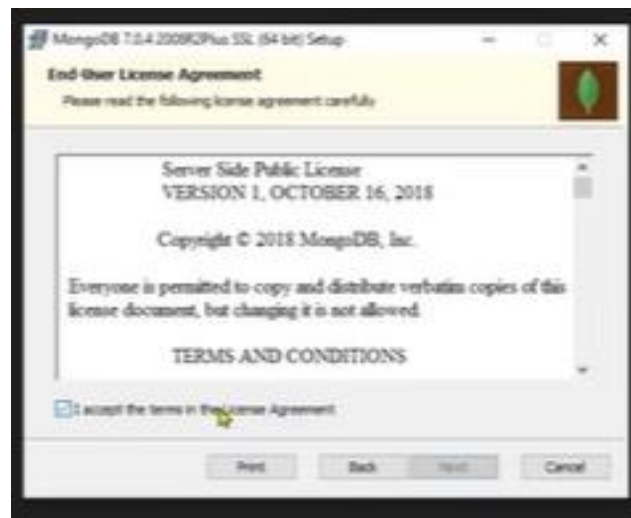 MongoDB 7.0.4 2008R2Plus SSL (64 bit) Setup
End-User License Agreement
Please read the following license agreement carefully
Server Side Public License
VERSION 1, OCTOBER 16, 2018
Copyright © 2018 MongoDB, Inc.
Everyone is permitted to copy and distribute verbatim copies of this
license document, but changing it is not allowed.
TERMS AND CONDITIONS
I accept the terms in the License Agreement
Print Back Next Cancel